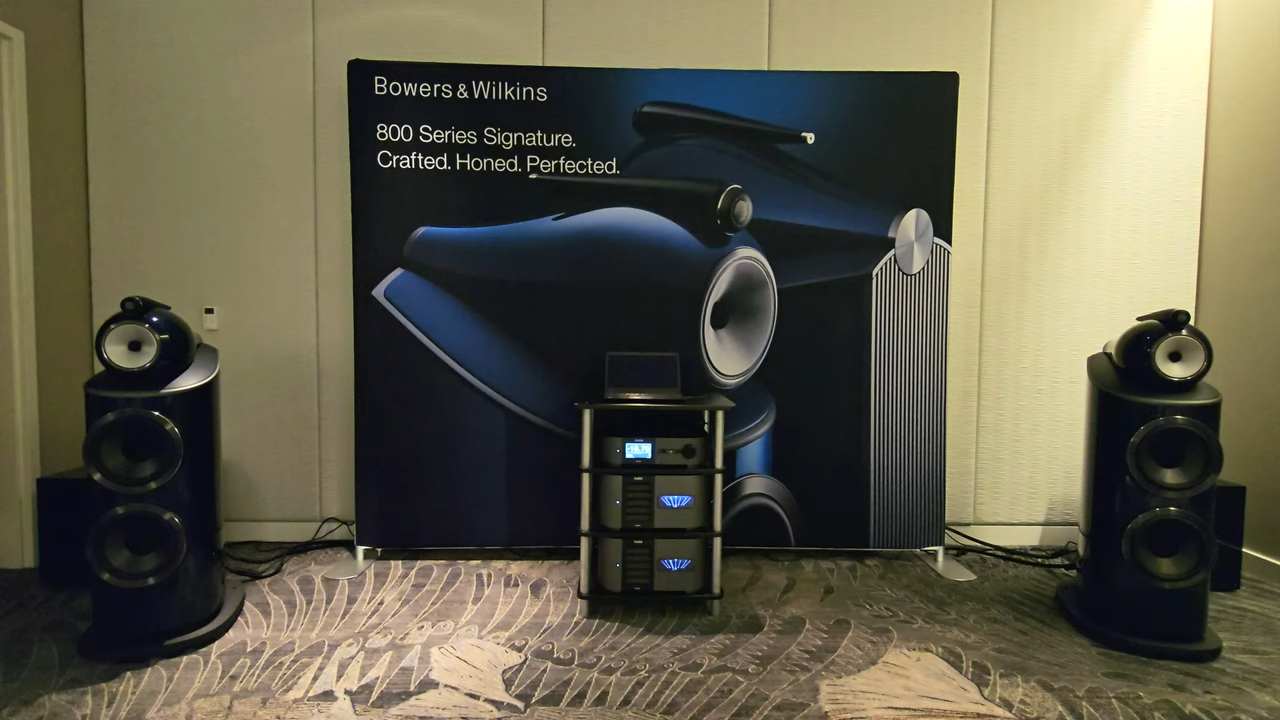 Bowers & Wilkins
800 Series Signature.
Crafted. Honed. Perfected.